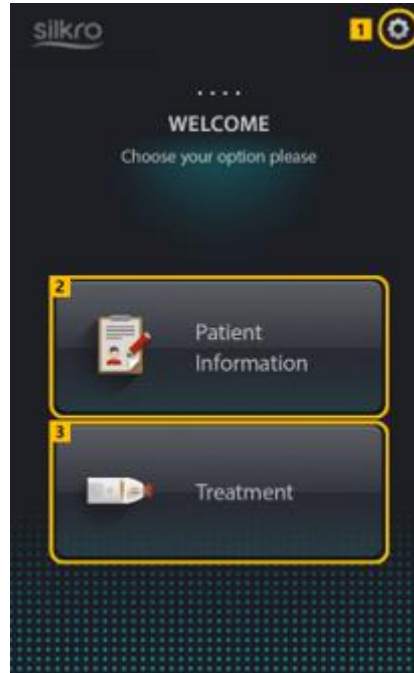 silkro
1
WELCOME
Choose your option please
2
Patient
Information
3
Treatment